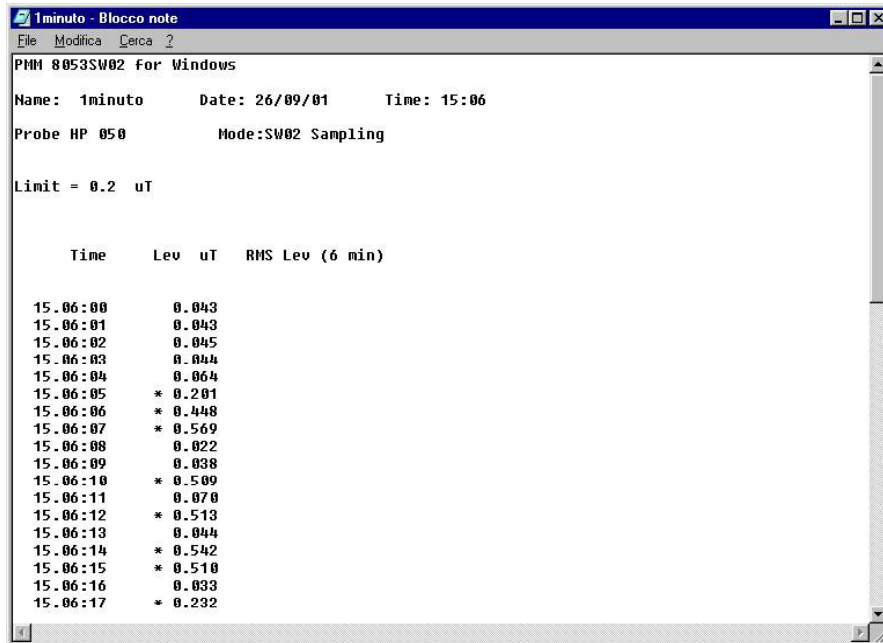 1minuto - Blocco note
File Modifica Cerca ?
PMM 8053SW02 for Windows
Name: 1minuto Date: 26/09/01 Time: 15:06
Probe HP 050 Mode:SW02 Sampling
Limit = 0.2 uT
Time Lev uT RMS Lev (6 min)
15.06:00 0.043
15.06:01 0.043
15.06:02 0.045
15.06:03 0.044
15.06:04 0.064
15.06:05 * 0.201
15.06:06 * 0.448
15.06:07 * 0.569
15.06:08 0.022
15.06:09 0.038
15.06:10 * 0.509
15.06:11 0.070
15.06:12 * 0.513
15.06:13 0.044
15.06:14 * 0.542
15.06:15 * 0.510
15.06:16 0.033
15.06:17 * 0.232